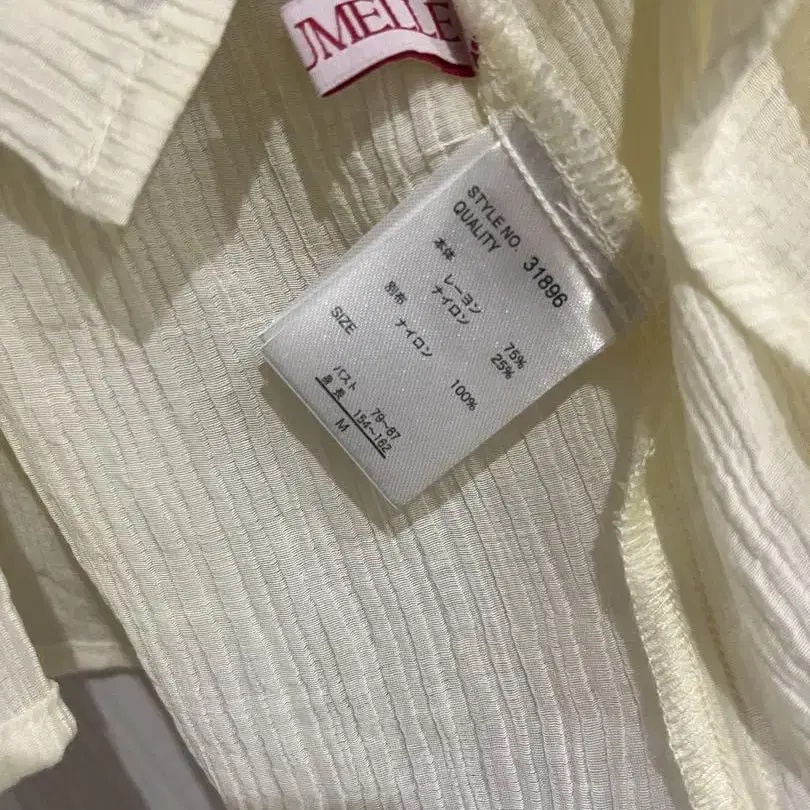 UMELLE
STYLE NO. 31896
QUALITY
本体 レーヨン 75%
ナイロン 25%
別布 ナイロン 100%
SIZE
バスト 79~87
身長 154~162
M